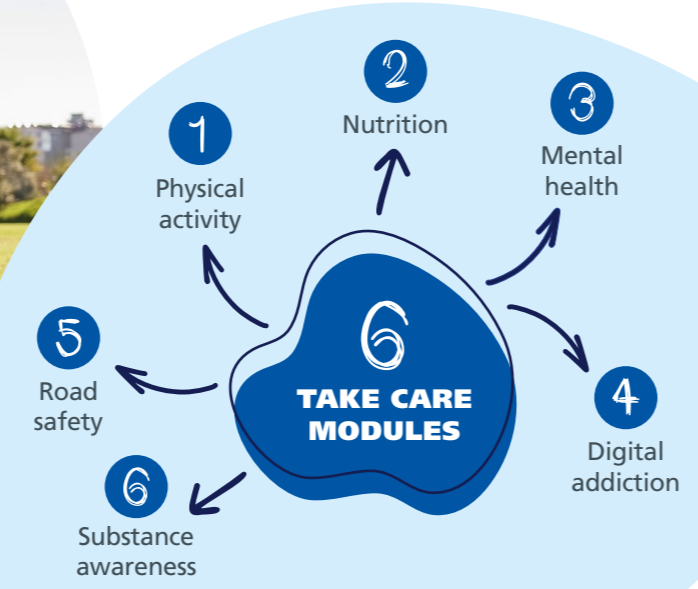 1
Physical
activity
2
Nutrition
3
Mental
health
4
Digital
addiction
5
Road
safety
6
Substance
awareness
6
TAKE CARE
MODULES